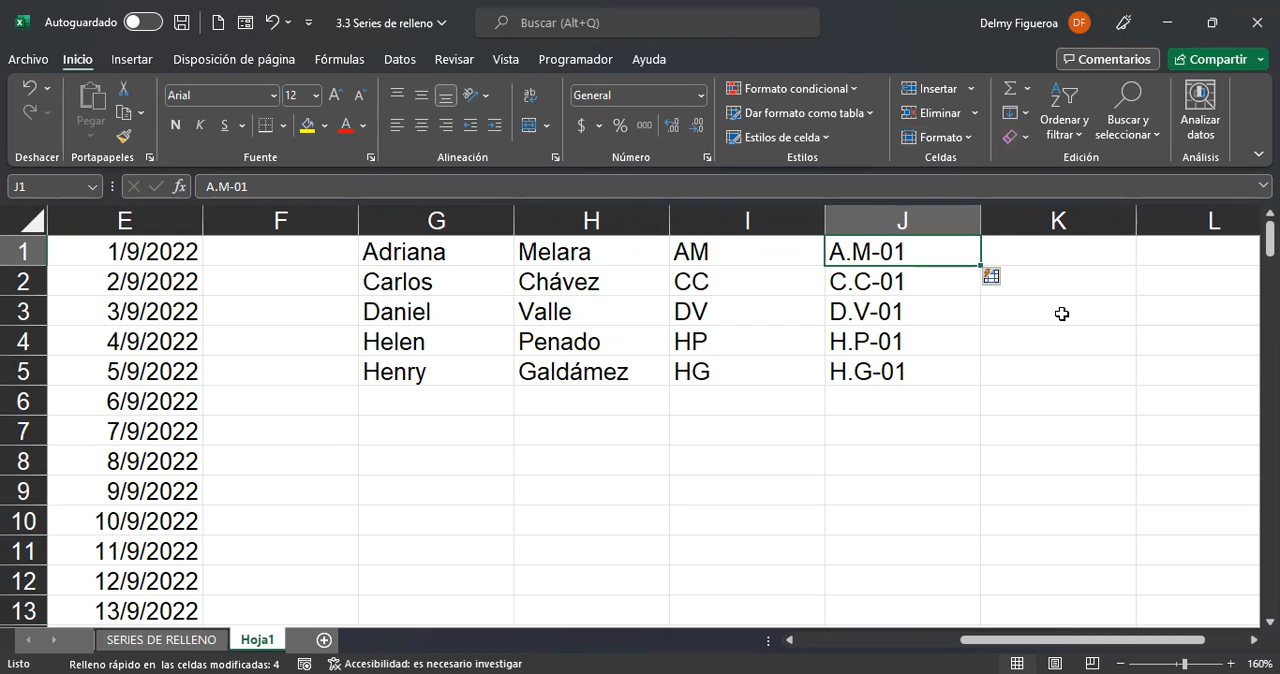 Autoguardado 3.3 Series de relleno Buscar (Alt+Q) Delmy Figueroa DF
Archivo Inicio Insertar Disposición de página Fórmulas Datos Revisar Vista Programador Ayuda Comentarios Compartir
Pegar Arial 12 General Formato condicional Insertar Ordenar y filtrar Buscar y seleccionar Analizar datos
N K S $ % 000 Dar formato como tabla Eliminar
Estilos de celda Formato
Deshacer Portapapeles Fuente Alineación Número Estilos Celdas Edición Análisis
J1 fx A.M-01
E F G H I J K L
1 1/9/2022 Adriana Melara AM A.M-01
2 2/9/2022 Carlos Chávez CC C.C-01
3 3/9/2022 Daniel Valle DV D.V-01
4 4/9/2022 Helen Penado HP H.P-01
5 5/9/2022 Henry Galdámez HG H.G-01
6 6/9/2022
7 7/9/2022
8 8/9/2022
9 9/9/2022
10 10/9/2022
11 11/9/2022
12 12/9/2022
13 13/9/2022
SERIES DE RELLENO Hoja1
Listo Relleno rápido en las celdas modificadas: 4 Accesibilidad: es necesario investigar 160%